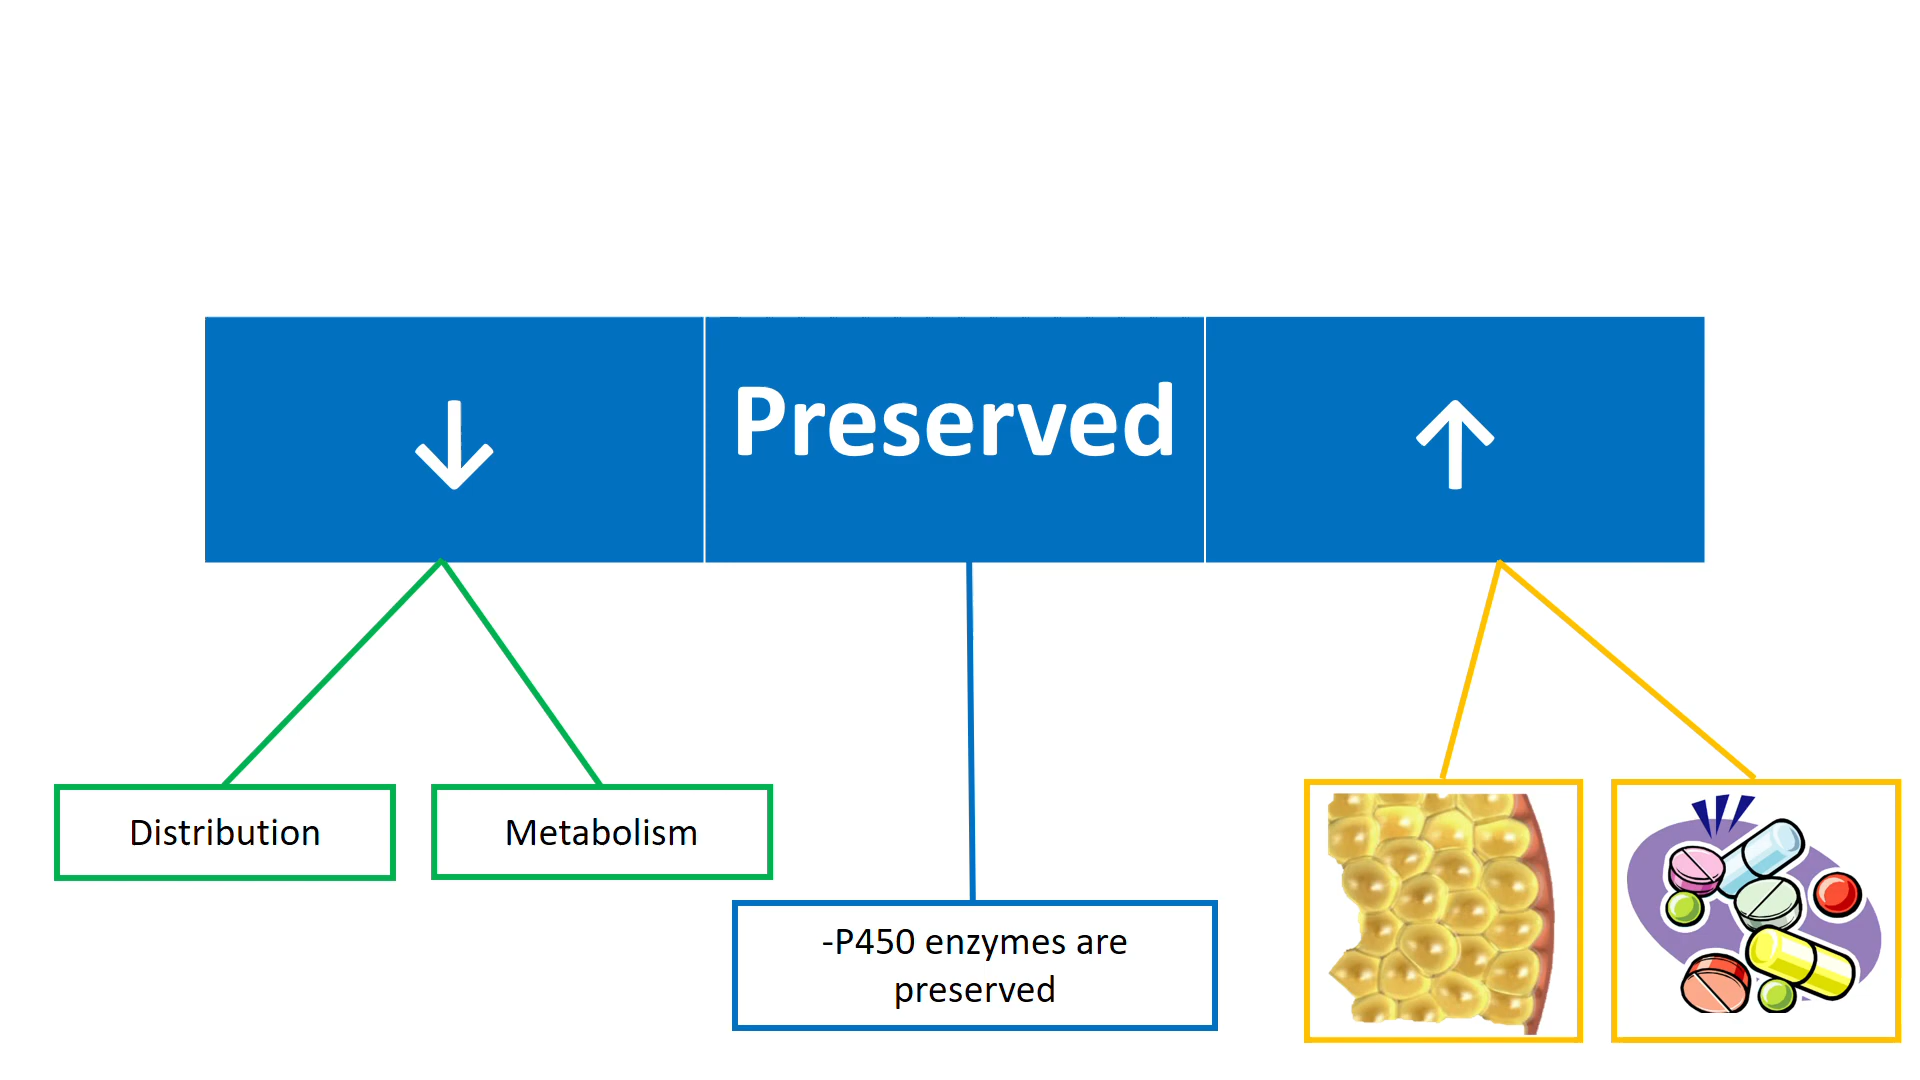 ↓
Preserved
↑
Distribution
Metabolism
-P450 enzymes are
preserved